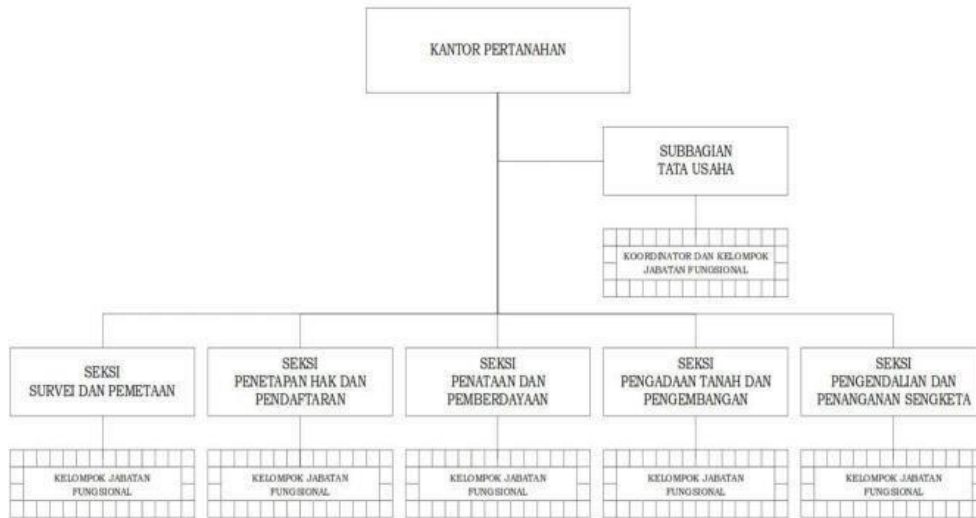 KANTOR PERTANAHAN
SUBBAGIAN
TATA USAHA
KOORDINATOR DAN KELOMPOK
JABATAN FUNGSIONAL
SEKSI
SURVEI DAN PEMETAAN
SEKSI
PENETAPAN HAK DAN
PENDAFTARAN
SEKSI
PENATAAN DAN
PEMBERDAYAAN
SEKSI
PENGADAAN TANAH DAN
PENGEMBANGAN
SEKSI
PENGENDALIAN DAN
PENANGANAN SENGKETA
KELOMPOK JABATAN
FUNGSIONAL
KELOMPOK JABATAN
FUNGSIONAL
KELOMPOK JABATAN
FUNGSIONAL
KELOMPOK JABATAN
FUNGSIONAL
KELOMPOK JABATAN
FUNGSIONAL